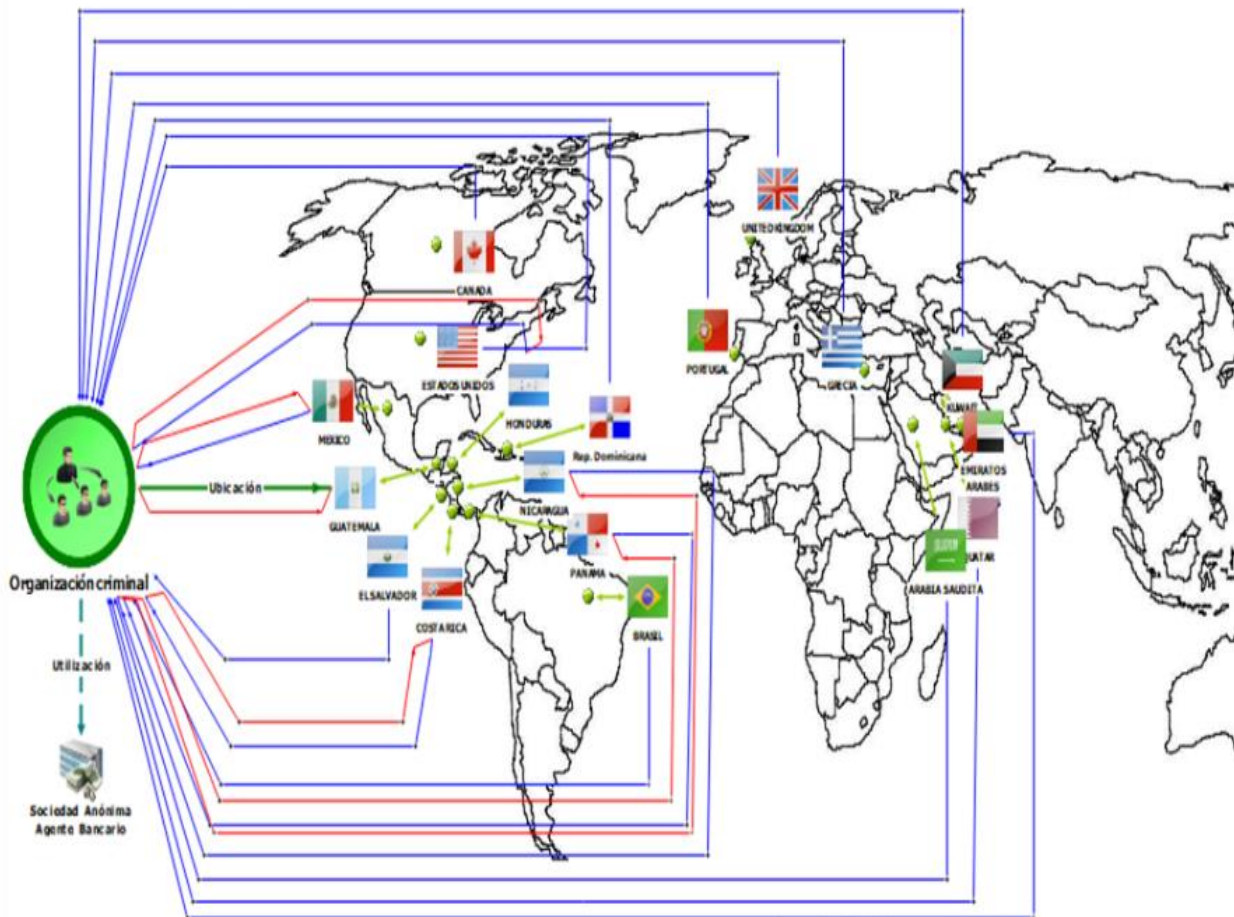 UNITED KINGDOM
CANADA
ESTADOS UNIDOS
PORTUGAL
GRECIA
KUWAIT
MEXICO
HONDURAS
Rep. Dominicana
EMIRATOS
ARABES
Ubicación
GUATEMALA
NICARAGUA
PANAMA
QATAR
ARABIA SAUDITA
Organización criminal
EL SALVADOR
COSTA RICA
BRASIL
Utilización
Sociedad Anónima
Agente Bancario